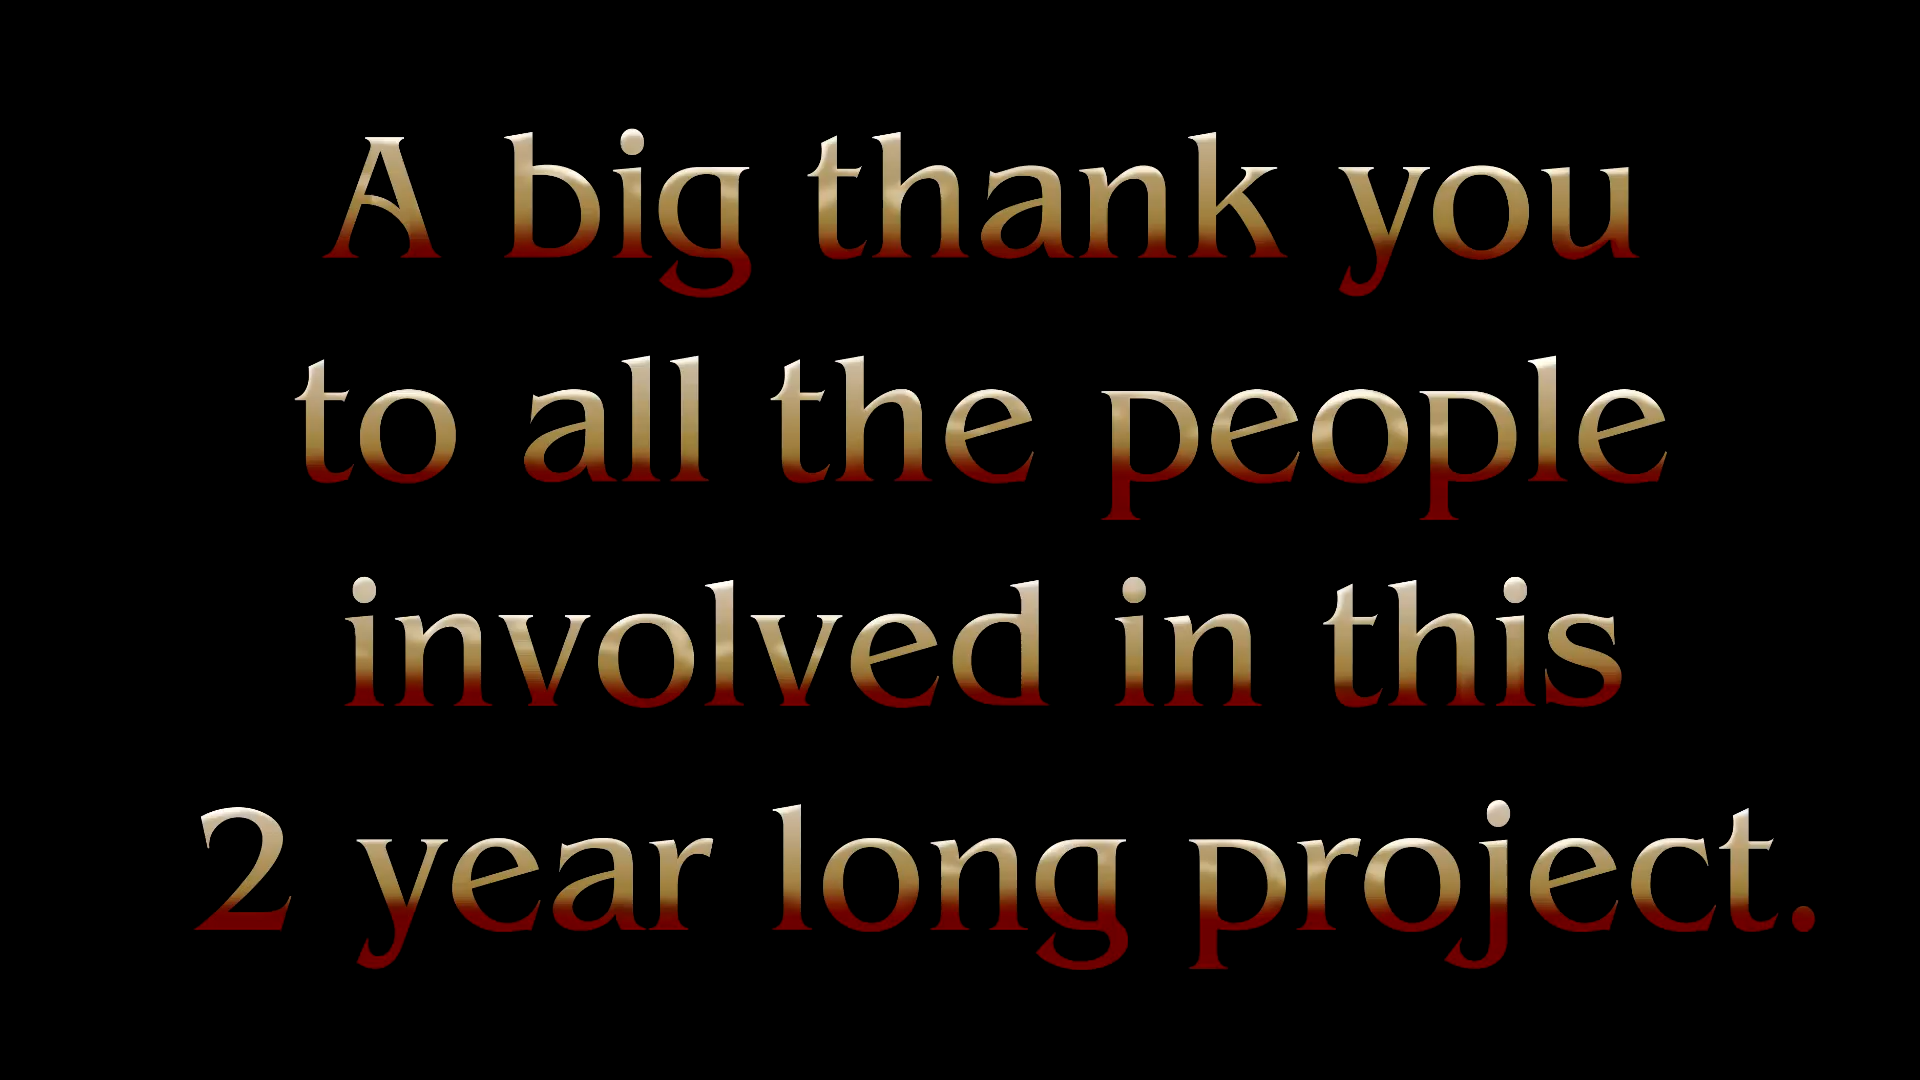 A big thank you
to all the people
involved in this
2 year long project.